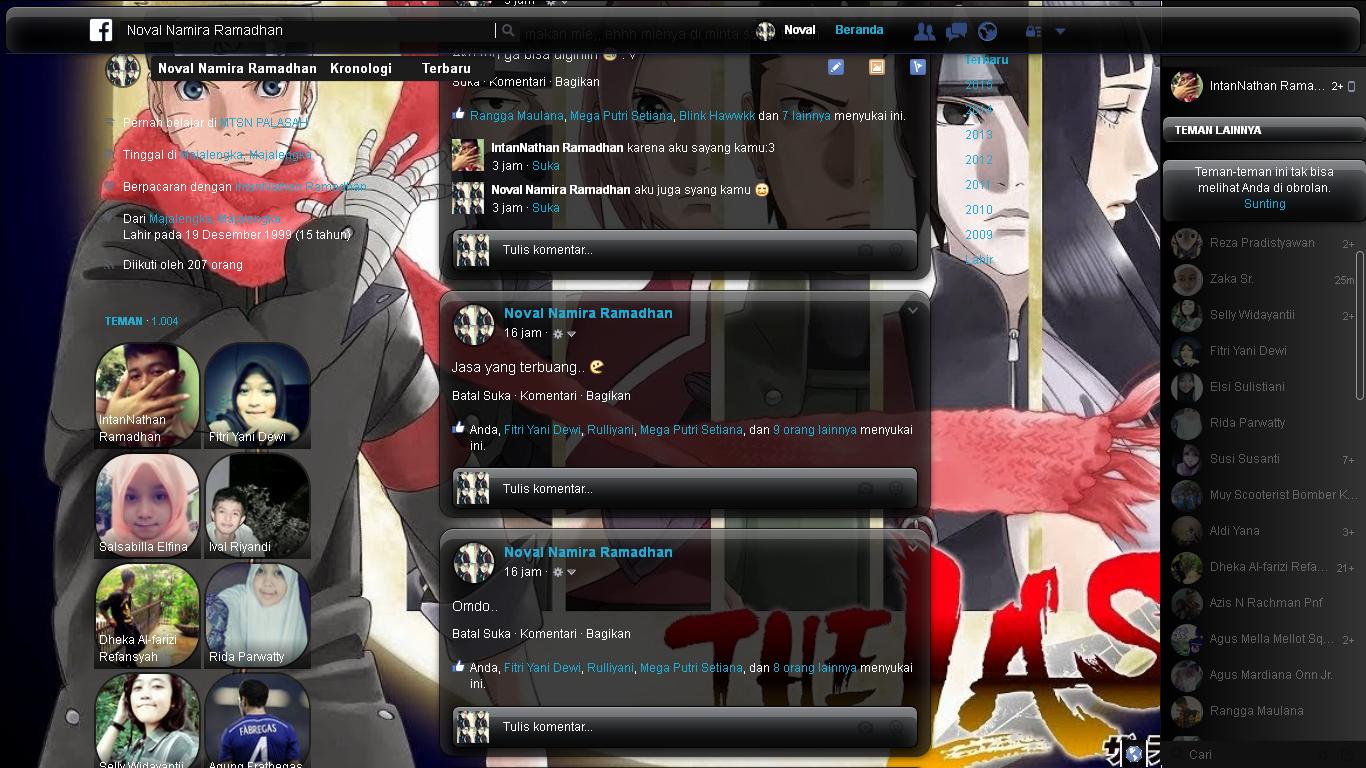 Noval Namira Ramadhan
Noval
Beranda
Noval Namira Ramadhan Kronologi Terbaru
Pernah belajar di MTSN PALASAH
Tinggal di Majalengka, Majalengka
Berpacaran dengan IntanNathan Ramadhan
Dari Majalengka, Majalengka
Lahir pada 19 Desember 1999 (15 tahun)
Diikuti oleh 207 orang
TEMAN · 1.004
IntanNathan
Ramadhan
Fitri Yani Dewi
Salsabilla Elfina
Ival Riyandi
Dheka Al-farizi
Refansyah
Rida Parwatty
Selly Widayantii
Agung Frathegas
FABREGAS
4
makan mie,, ehhh mienya di minta
Suka · Komentari · Bagikan
Rangga Maulana, Mega Putri Setiana, Blink Hawwkk dan 7 lainnya menyukai ini.
IntanNathan Ramadhan karena aku sayang kamu:3
3 jam · Suka
Noval Namira Ramadhan aku juga syang kamu
3 jam · Suka
Tulis komentar...
Noval Namira Ramadhan
16 jam ·
Jasa yang terbuang..
Batal Suka · Komentari · Bagikan
Anda, Fitri Yani Dewi, Rulliyani, Mega Putri Setiana, dan 9 orang lainnya menyukai
ini.
Tulis komentar...
Noval Namira Ramadhan
16 jam ·
Omdo..
Batal Suka · Komentari · Bagikan
Anda, Fitri Yani Dewi, Rulliyani, Mega Putri Setiana, dan 8 orang lainnya menyukai
ini.
Tulis komentar...
THE
Terbaru
2015
2014
2013
2012
2011
2010
2009
Lahir
IntanNathan Rama... 2+
TEMAN LAINNYA
Teman-teman ini tak bisa
melihat Anda di obrolan.
Sunting
Reza Pradistyawan 2+
Zaka Sr. 25m
Selly Widayantii 2+
Fitri Yani Dewi
Elsi Sulistiani
Rida Parwatty
Susi Susanti 7+
Muy Scooterist Bomber K...
Aldi Yana 3+
Dheka Al-farizi Refa... 21+
Azis N Rachman Pnf
Agus Mella Mellot Sq... 2+
Agus Mardiana Onn Jr.
Rangga Maulana
Cari